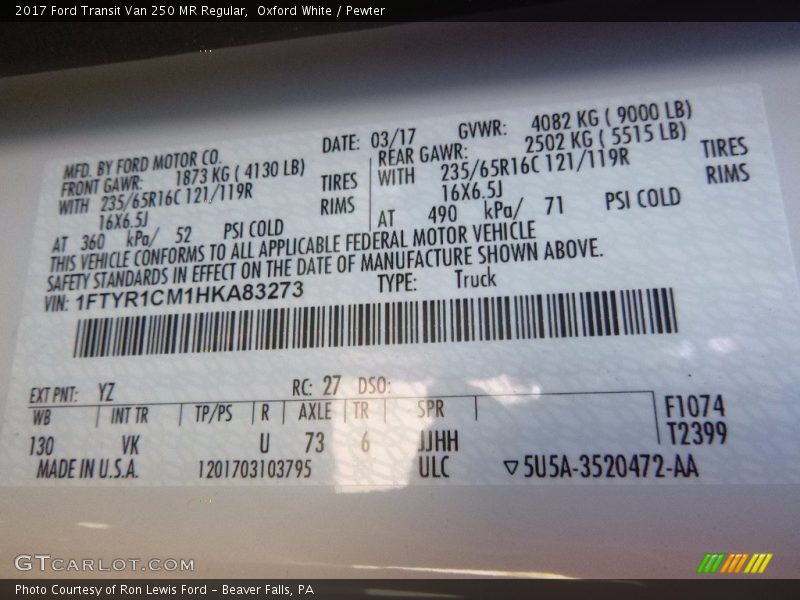 2017 Ford Transit Van 250 MR Regular,  Oxford White / Pewter
MFD. BY FORD MOTOR CO. DATE: 03/17 GVWR: 4082 KG ( 9000 LB)
FRONT GAWR: 1873 KG ( 4130 LB) REAR GAWR: 2502 KG ( 5515 LB)
WITH 235/65R16C 121/119R TIRES WITH 235/65R16C 121/119R TIRES
16X6.5J RIMS 16X6.5J RIMS
AT 360 kPa/ 52 PSI COLD AT 490 kPa/ 71 PSI COLD
THIS VEHICLE CONFORMS TO ALL APPLICABLE FEDERAL MOTOR VEHICLE
SAFETY STANDARDS IN EFFECT ON THE DATE OF MANUFACTURE SHOWN ABOVE.
VIN: 1FTYR1CM1HKA83273 TYPE: Truck
EXT PNT: YZ RC: 27 DSO:
WB INT TR TP/PS R AXLE TR SPR F1074
130 VK U 73 6 JJHH T2399
MADE IN U.S.A. 1201703103795 ULC ▽5U5A-3520472-AA
GTCARLOT.COM
Photo Courtesy of Ron Lewis Ford – Beaver Falls, PA